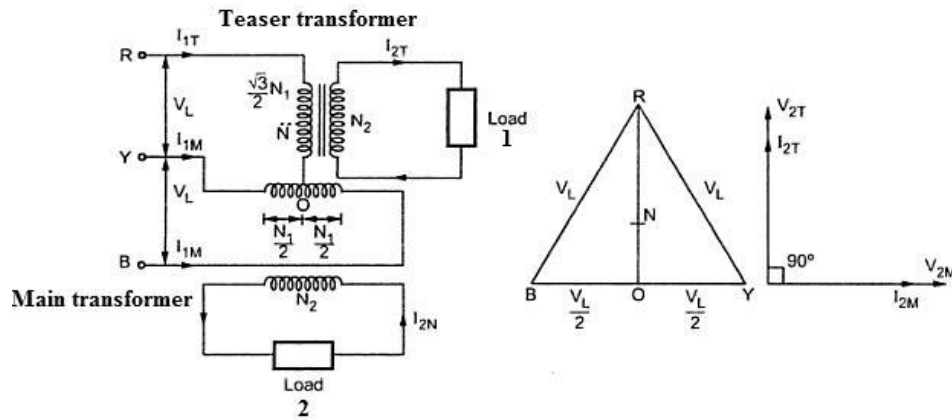 Teaser transformer
R
I1T
I2T
√3/2 N1
N̈
N2
VL
Load
1
Y
I1M
VL
O
N1/2
N1/2
B
I1M
Main transformer
N2
I2N
Load
2
R
VL
VL
N
B
VL/2
O
VL/2
Y
V2T
I2T
90°
V2M
I2M